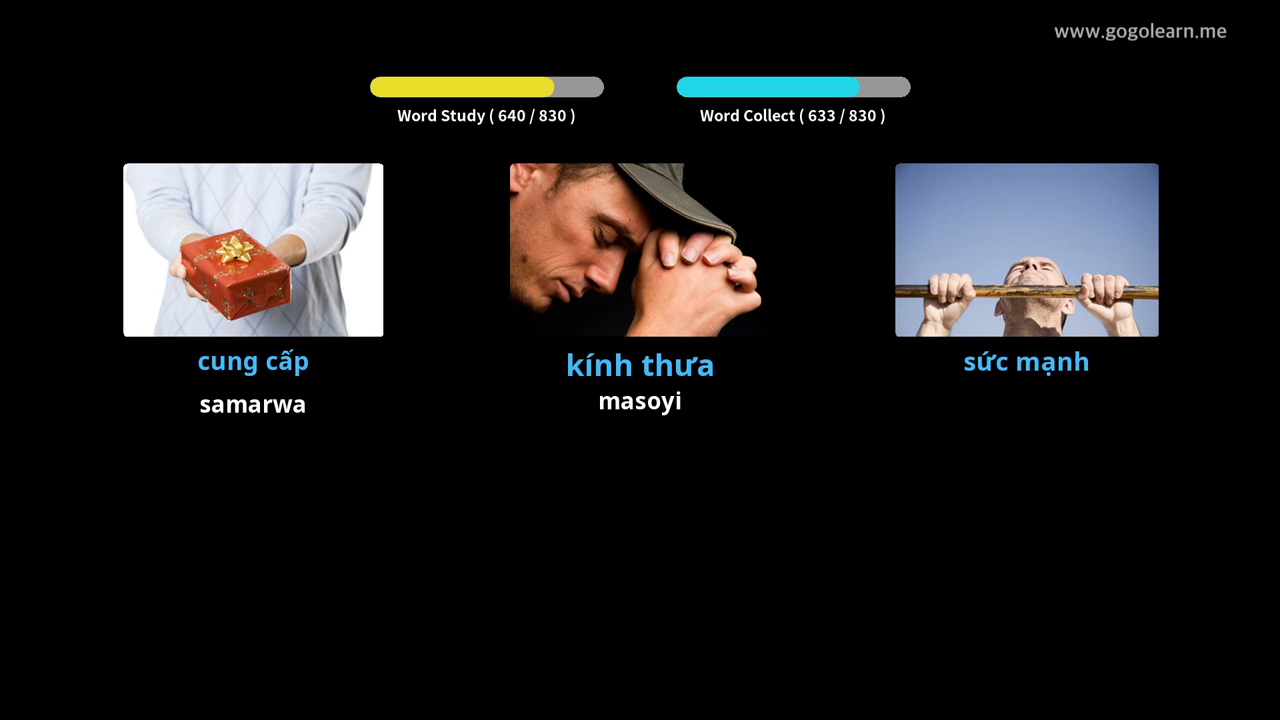 www.gogolearn.me
Word Study ( 640 / 830 )
Word Collect ( 633 / 830 )
cung cấp
samarwa
kính thưa
masoyi
sức mạnh